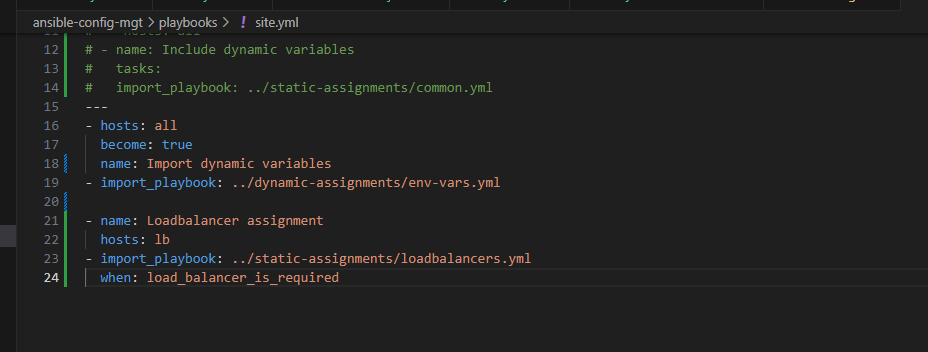 ansible-config-mgt > playbooks > ! site.yml
12 # - name: Include dynamic variables
13 #   tasks:
14 #   import_playbook: ../static-assignments/common.yml
15 ---
16 - hosts: all
17   become: true
18   name: Import dynamic variables
19 - import_playbook: ../dynamic-assignments/env-vars.yml
20
21 - name: Loadbalancer assignment
22   hosts: lb
23 - import_playbook: ../static-assignments/loadbalancers.yml
24   when: load_balancer_is_required